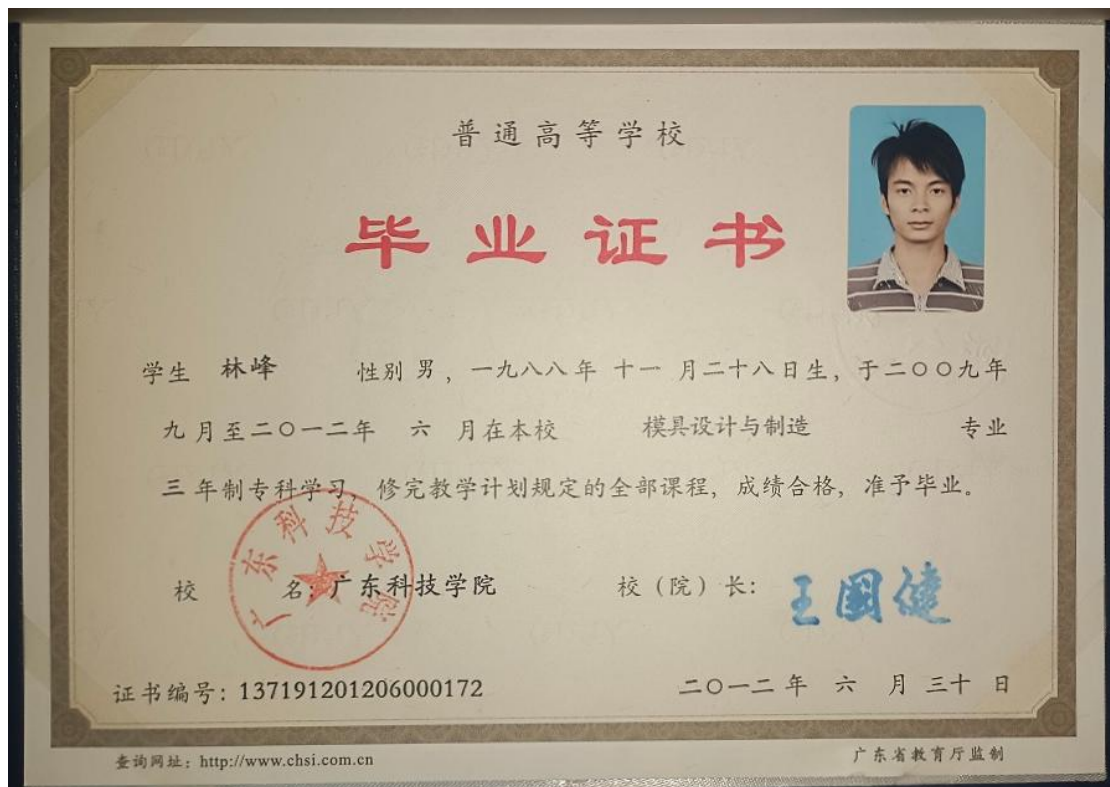 普通高等学校
毕业证书
学生 林峰 性别 男，一九八八年 十一 月二十八日生，于二〇〇九年
九 月至二〇一二年 六 月在本校 模具设计与制造 专业
三 年制专科学习，修完教学计划规定的全部课程，成绩合格，准予毕业。
广东科技学院
校 名：广东科技学院 校（院）长：王国健
证书编号：137191201206000172 二〇一二 年 六 月 三十 日
查询网址：http://www.chsi.com.cn 广东省教育厅监制